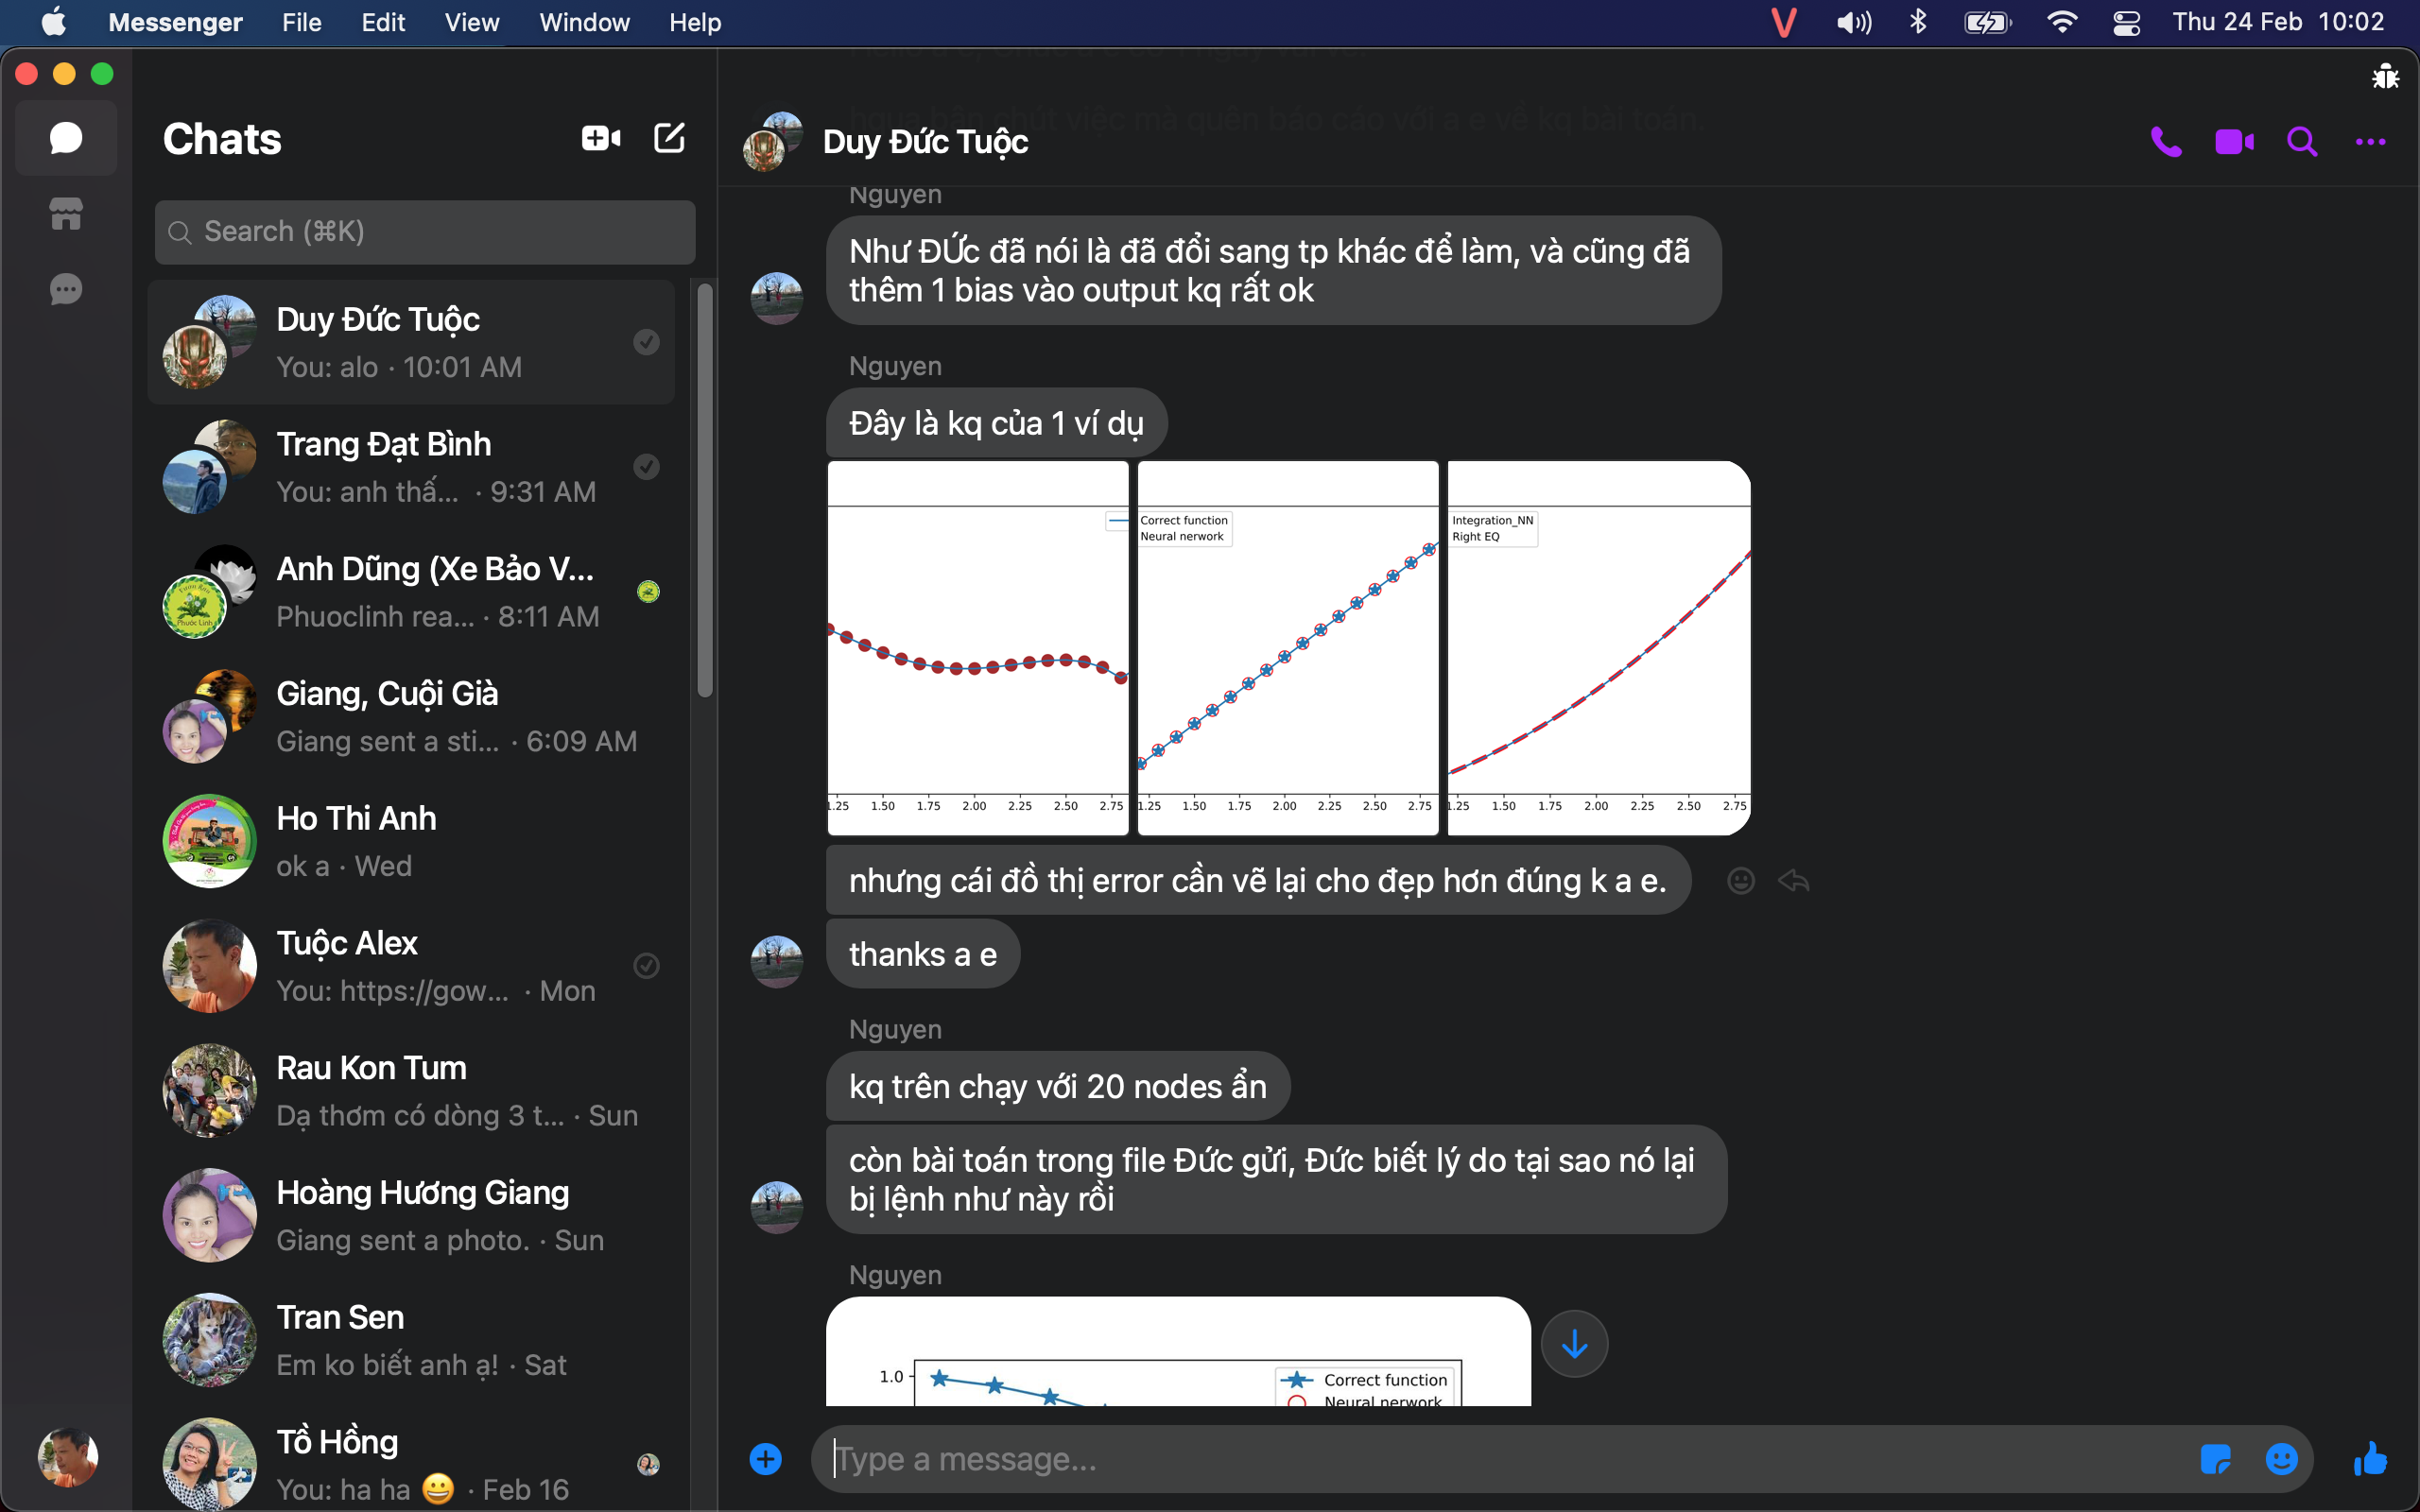 Messenger File Edit View Window Help
V
Thu 24 Feb 10:02
Chats
Search (⌘K)
Duy Đức Tuộc
You: alo · 10:01 AM
Trang Đạt Bình
You: anh thấ... · 9:31 AM
Anh Dũng (Xe Bảo V...
Phuoclinh rea... · 8:11 AM
Giang, Cuội Già
Giang sent a sti... · 6:09 AM
Ho Thi Anh
ok a · Wed
Tuộc Alex
You: https://gow... · Mon
Rau Kon Tum
Dạ thơm có dòng 3 t... · Sun
Hoàng Hương Giang
Giang sent a photo. · Sun
Tran Sen
Em ko biết anh ạ! · Sat
Tồ Hồng
You: ha ha 😀 · Feb 16
việc mà quên báo cáo với a e về kq bài toán.
Duy Đức Tuộc
Nguyen
Như ĐỨc đã nói là đã đổi sang tp khác để làm, và cũng đã
thêm 1 bias vào output kq rất ok
Nguyen
Đây là kq của 1 ví dụ
1.25 1.50 1.75 2.00 2.25 2.50 2.75
Correct function
Neural nerwork
1.25 1.50 1.75 2.00 2.25 2.50 2.75
Integration_NN
Right EQ
1.25 1.50 1.75 2.00 2.25 2.50 2.75
nhưng cái đồ thị error cần vẽ lại cho đẹp hơn đúng k a e.
thanks a e
Nguyen
kq trên chạy với 20 nodes ẩn
còn bài toán trong file Đức gửi, Đức biết lý do tại sao nó lại
bị lệnh như này rồi
Nguyen
1.0
Correct function
Neural nerwork
Type a message...